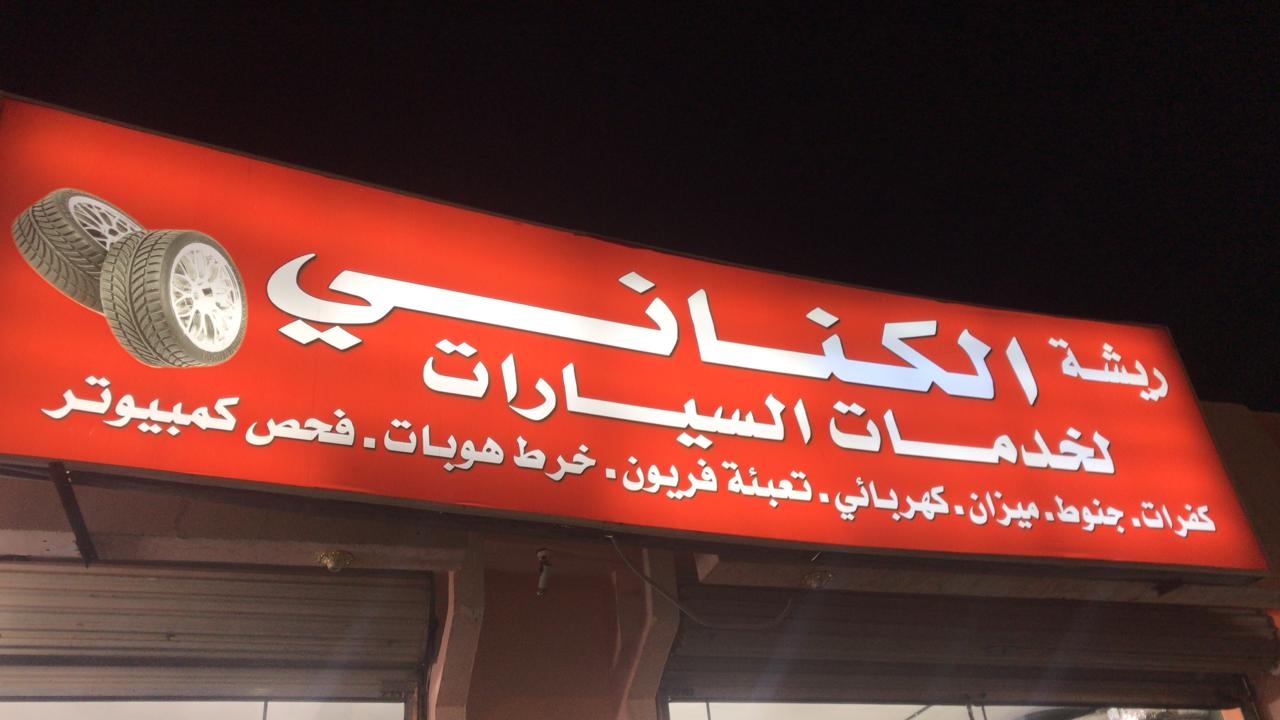 ريشة الكناني
لخدمات السيارات
كفرات. جنوط. ميزان. كهربائي. تعبئة فريون. خرط هوبات. فحص كمبيوتر